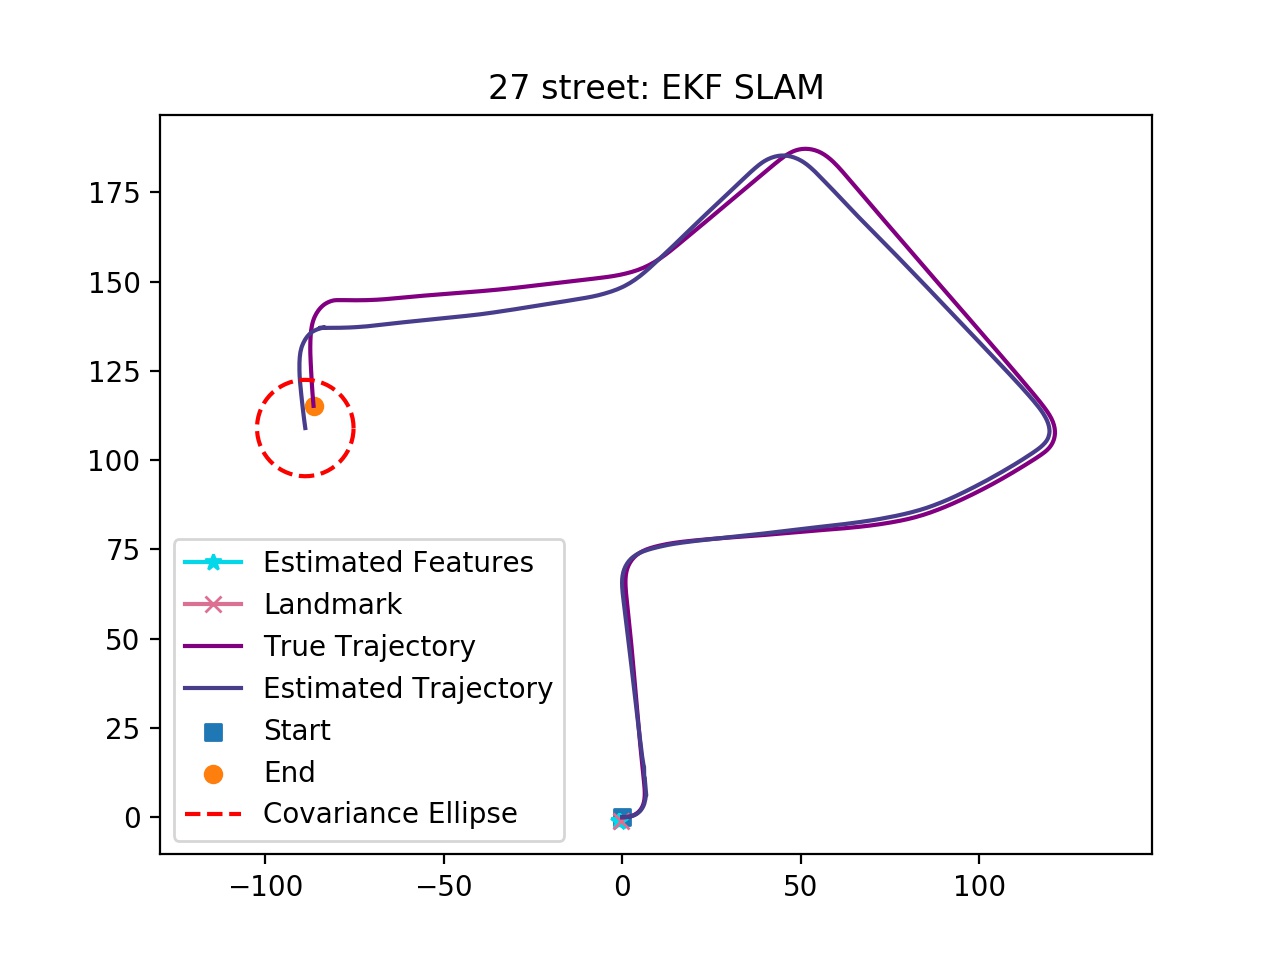 27 street: EKF SLAM
175
150
125
100
75
50
25
0
Estimated Features
Landmark
True Trajectory
Estimated Trajectory
Start
End
Covariance Ellipse
−100
−50
0
50
100